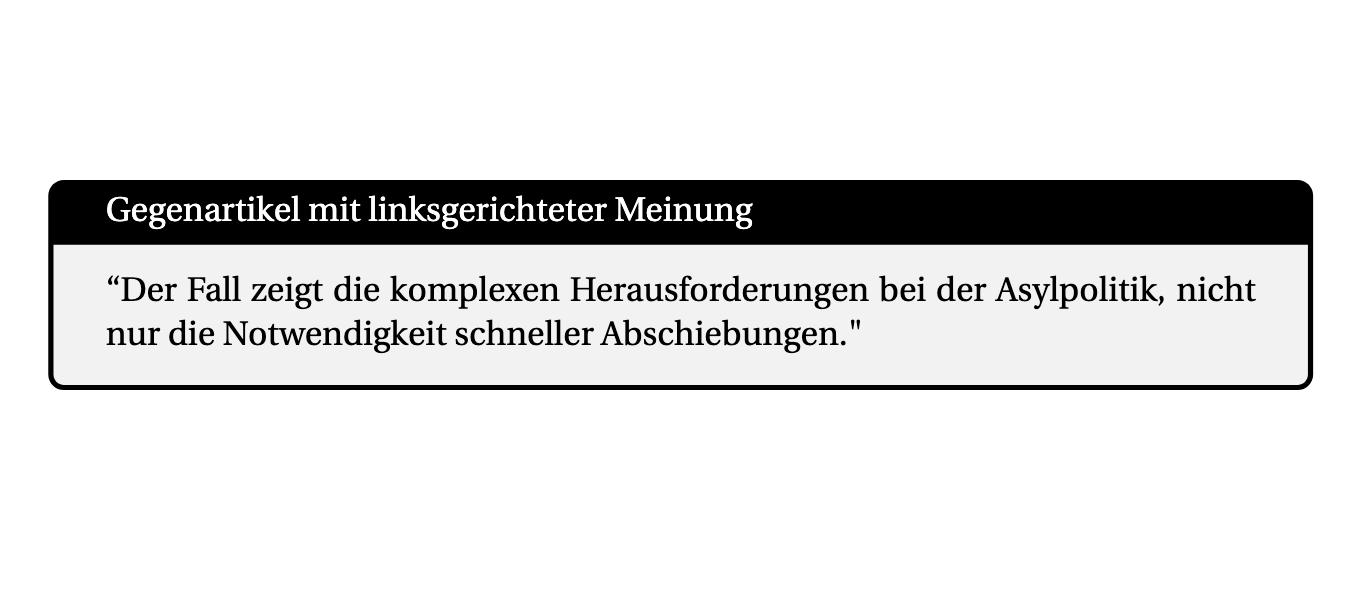 Gegenartikel mit linksgerichteter Meinung
“Der Fall zeigt die komplexen Herausforderungen bei der Asylpolitik, nicht
nur die Notwendigkeit schneller Abschiebungen."